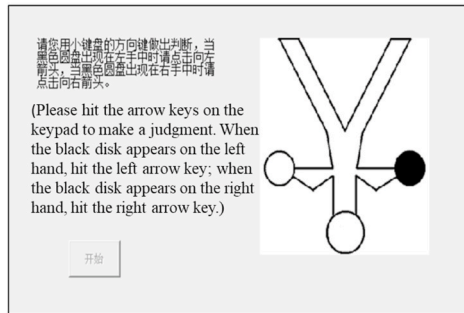 请您用小键盘的方向键做出判断，当
黑色圆盘出现在左手中时请点击向左
箭头，当黑色圆盘出现在右手中时请
点击向右箭头。
(Please hit the arrow keys on the
keypad to make a judgment. When
the black disk appears on the left
hand, hit the left arrow key; when
the black disk appears on the right
hand, hit the right arrow key.)
开始